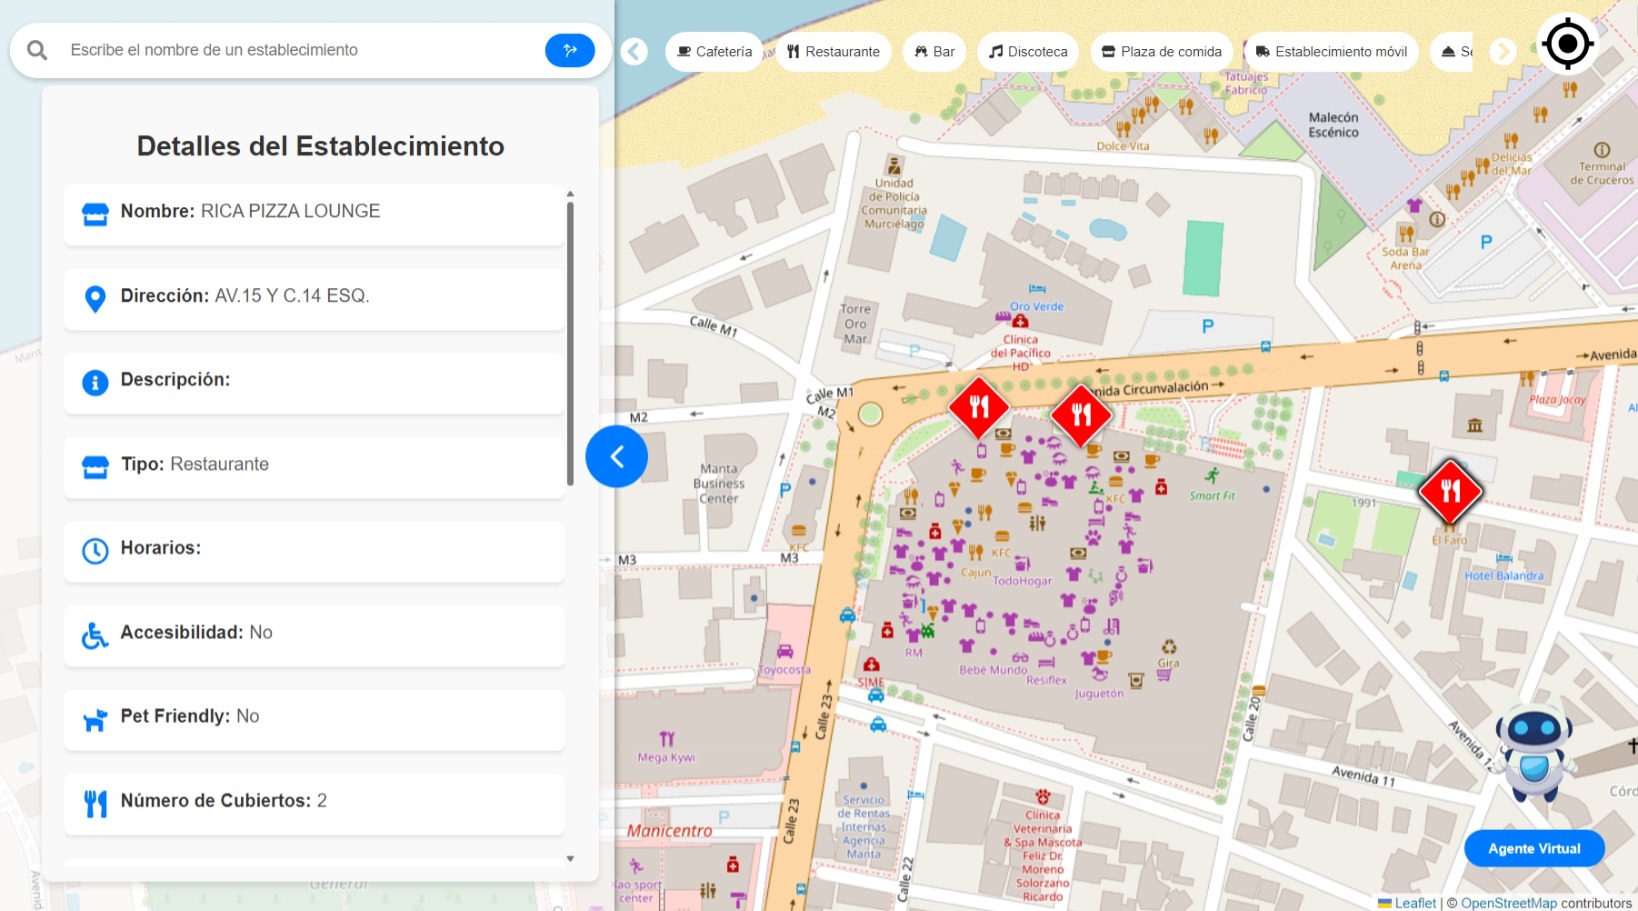 Escribe el nombre de un establecimiento
Cafetería
Restaurante
Bar
Discoteca
Plaza de comida
Establecimiento móvil
Detalles del Establecimiento
Nombre: RICA PIZZA LOUNGE
Dirección: AV.15 Y C.14 ESQ.
Descripción:
Tipo: Restaurante
Horarios:
Accesibilidad: No
Pet Friendly: No
Número de Cubiertos: 2
Tatuajes
Fabricio
Malecón
Escénico
Dolce Vita
Delicias
del Mar
Terminal
de Cruceros
Unidad
de Policía
Comunitaria
Murciélago
Soda Bar
Arena
P
Oro Verde
Torre
Oro
Mar
Calle M1
P
P
Clínica
del Pacífico
HD
Avenida
Calle M1
M2
M2
enida Circunvalación
Plaza Jocay
Manta
Business
Center
P
KFC
Smart Fit
1991
El Faro
KFC
M3
M3
KFC
Cajun
TodoHogar
Hotel Balandra
RM
Bebé Mundo
Resiflex
Juguetón
Gira
Toyocosta
SIME
Calle 23
Calle 20
Mega Kywi
Avenida 12
Avenida 11
Servicio
de Rentas
Internas
Agencia
Manta
P
Manicentro
Calle 23
Calle 22
Clínica
Veterinaria
& Spa Mascota
Feliz Dr.
Moreno
Solorzano
Ricardo
Kao sport
center
General
Avenid
Agente Virtual
Leaflet | © OpenStreetMap contributors